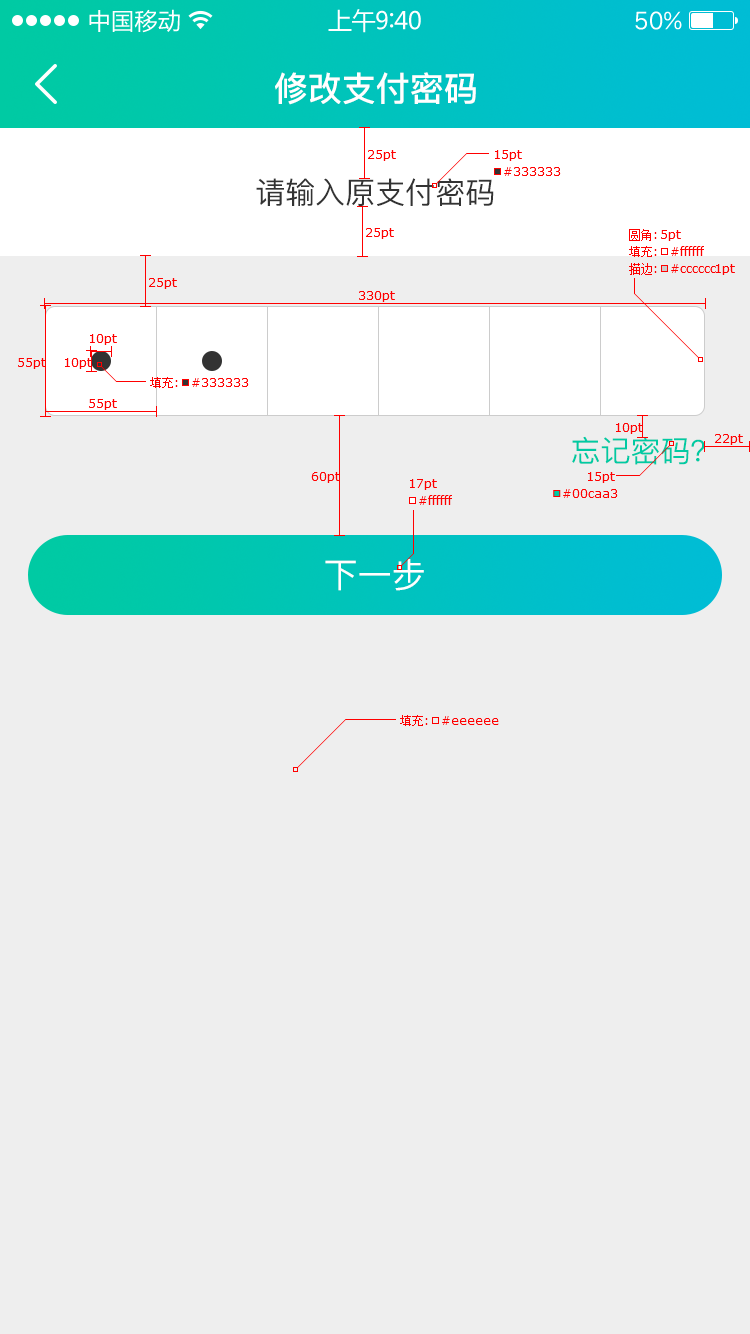 中国移动 上午9:40 50%
修改支付密码
25pt
15pt
#333333
请输入原支付密码
25pt
圆角: 5pt
填充: #ffffff
描边: #cccccc1pt
25pt
330pt
10pt
55pt
10pt
填充: #333333
55pt
10pt
忘记密码?
22pt
60pt
17pt
#ffffff
15pt
#00caa3
下一步
填充: #eeeeee